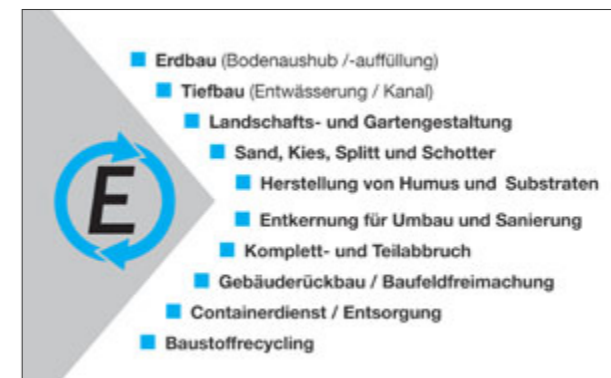 Erdbau (Bodenaushub /-auffüllung)
Tiefbau (Entwässerung / Kanal)
Landschafts- und Gartengestaltung
Sand, Kies, Splitt und Schotter
Herstellung von Humus und Substraten
E
Entkernung für Umbau und Sanierung
Komplett- und Teilabbruch
Gebäuderückbau / Baufeldfreimachung
Containerdienst / Entsorgung
Baustoffrecycling